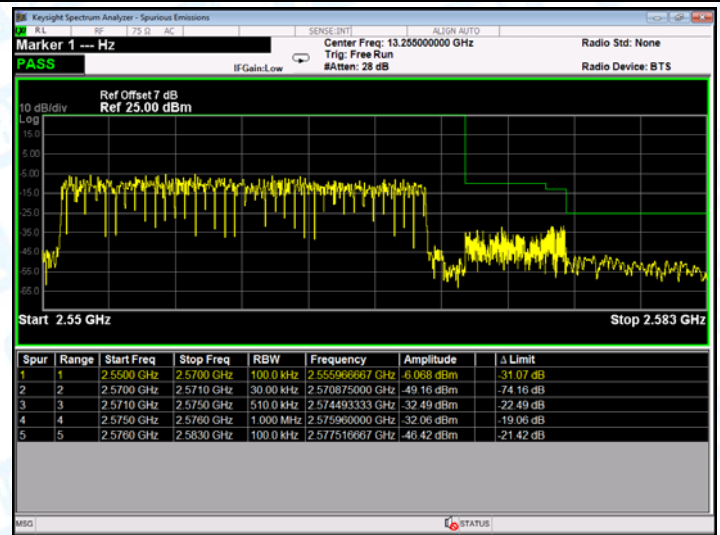 Keysight Spectrum Analyzer - Spurious Emissions
RL RF 75 Ω AC SENSE:INT ALIGN AUTO
Marker 1 --- Hz Center Freq: 13.255000000 GHz Radio Std: None
Trig: Free Run
PASS IFGain:Low #Atten: 28 dB Radio Device: BTS
Ref Offset 7 dB
10 dB/div Ref 25.00 dBm
Log
15.0
5.00
-5.00
-15.0
-25.0
-35.0
-45.0
-55.0
-65.0
Start 2.55 GHz Stop 2.583 GHz
Spur Range Start Freq Stop Freq RBW Frequency Amplitude Δ Limit
1 1 2.5500 GHz 2.5700 GHz 100.0 kHz 2.555966667 GHz -6.068 dBm -31.07 dB
2 2 2.5700 GHz 2.5710 GHz 30.00 kHz 2.570875000 GHz -49.16 dBm -74.16 dB
3 3 2.5710 GHz 2.5750 GHz 510.0 kHz 2.574493333 GHz -32.49 dBm -22.49 dB
4 4 2.5750 GHz 2.5760 GHz 1.000 MHz 2.575960000 GHz -32.06 dBm -19.06 dB
5 5 2.5760 GHz 2.5830 GHz 100.0 kHz 2.577516667 GHz -46.42 dBm -21.42 dB
MSG STATUS